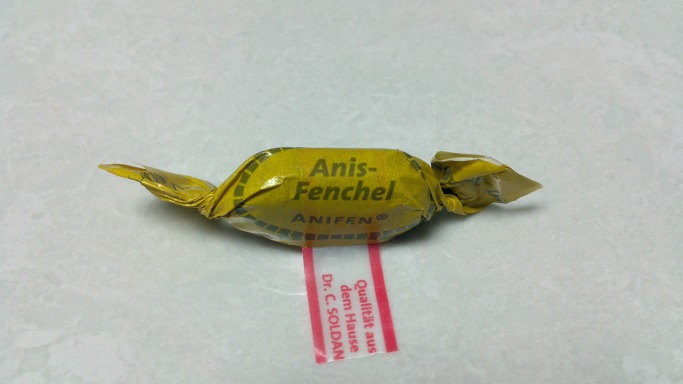 Anis-
Fenchel
ANIFEN®
Qualität aus
dem Hause
Dr. C. SOLDAN